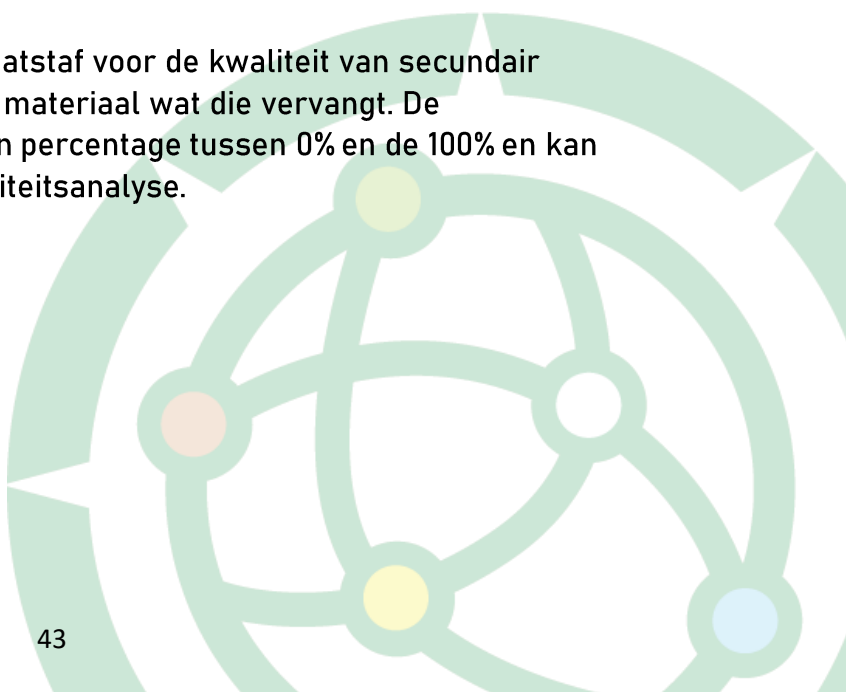 atstaf voor de kwaliteit van secundair
materiaal wat die vervangt. De
n percentage tussen 0% en de 100% en kan
iteitsanalyse.
43